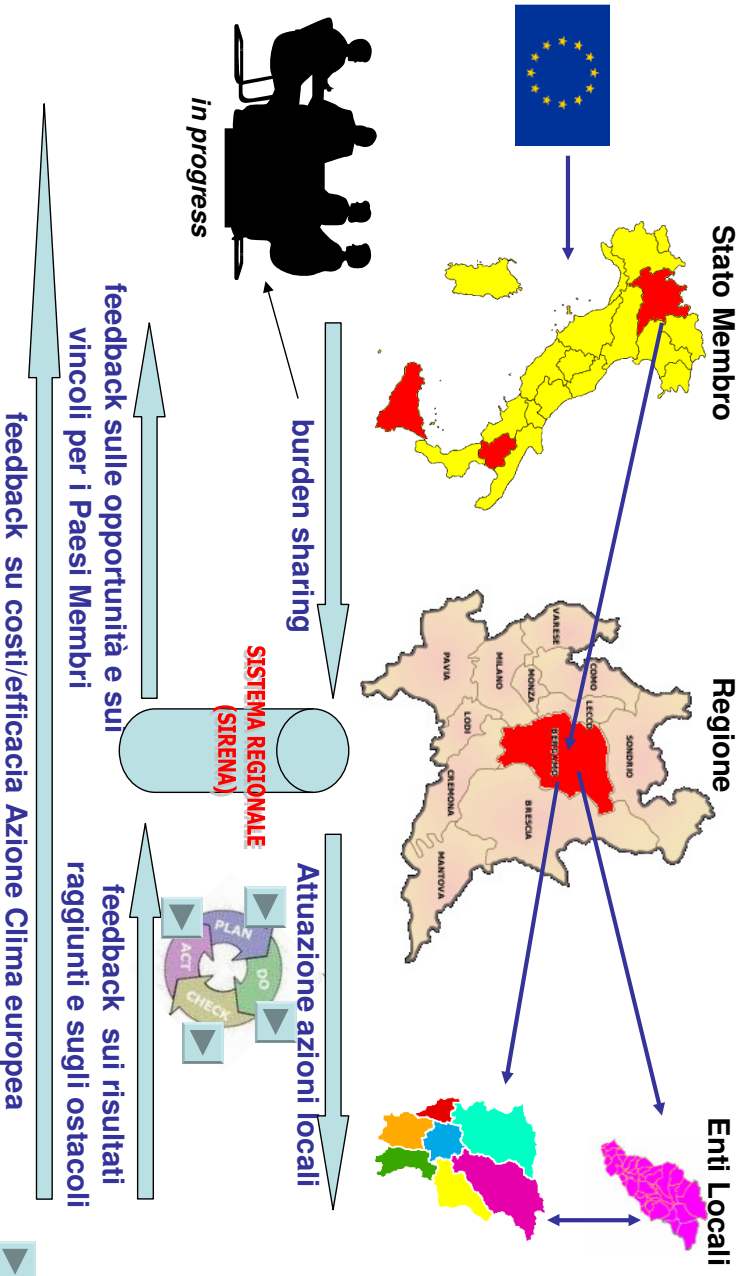 Stato Membro
Regione
Enti Locali
VARESE
COMO
LECCO
SONDRIO
MONZA
MILANO
BERGAMO
PAVIA
LODI
BRESCIA
CREMONA
MANTOVA
in progress
burden sharing
Attuazione azioni locali
SISTEMA REGIONALE
(SIRENA)
PLAN
DO
CHECK
ACT
feedback sulle opportunità e sui
vincoli per i Paesi Membri
feedback sui risultati
raggiunti e sugli ostacoli
feedback su costi/efficacia Azione Clima europea